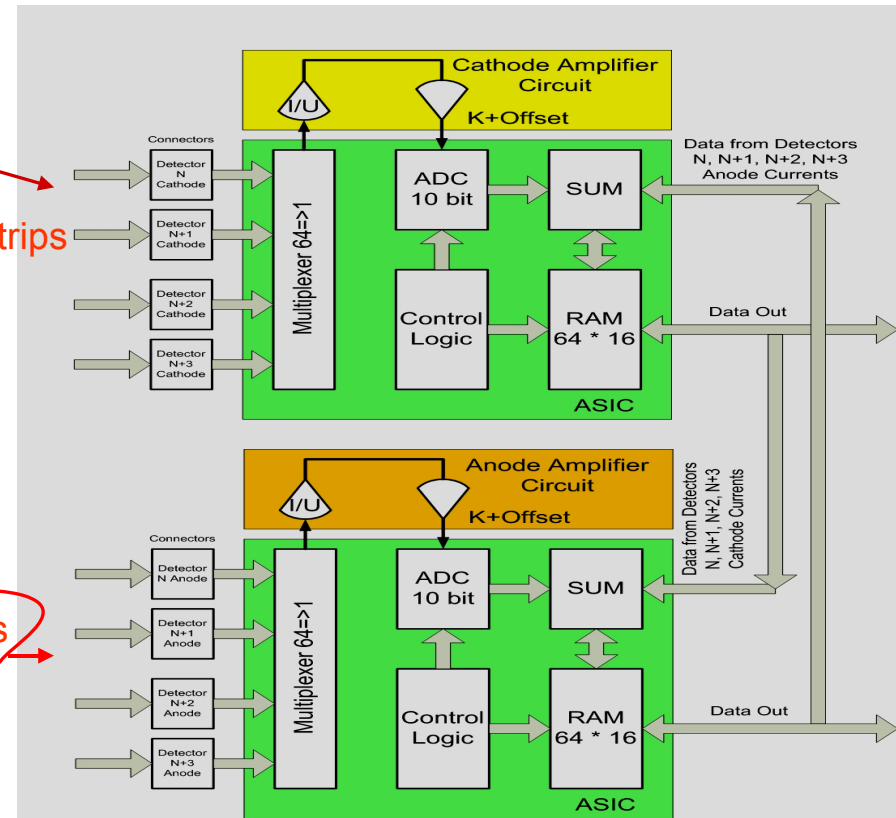 Cathode Amplifier
Circuit
I/U
K+Offset
Connectors
Detector
N
Cathode
Detector
N+1
Cathode
Detector
N+2
Cathode
Detector
N+3
Cathode
trips
Multiplexer 64=>1
ADC
10 bit
SUM
Control
Logic
RAM
64 * 16
ASIC
Data from Detectors
N, N+1, N+2, N+3
Anode Currents
Data Out
Anode Amplifier
Circuit
I/U
K+Offset
Data from Detectors
N, N+1, N+2, N+3
Cathode Currents
Connectors
Detector
N Anode
Detector
N+1
Anode
Detector
N+2
Anode
Detector
N+3
Anode
s
Multiplexer 64=>1
ADC
10 bit
SUM
Control
Logic
RAM
64 * 16
ASIC
Data Out